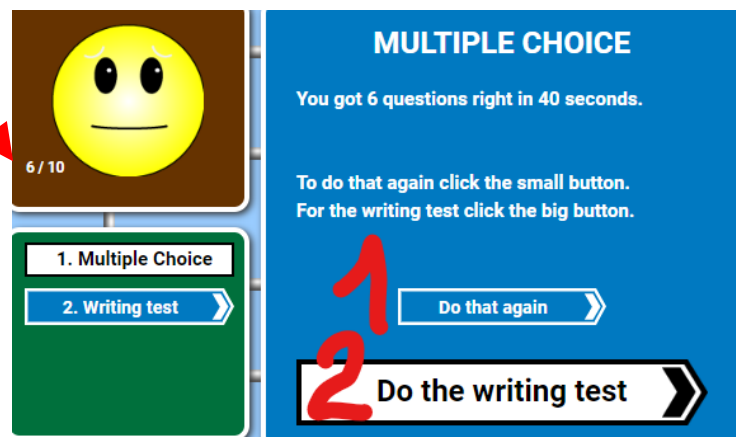 6 / 10
1. Multiple Choice
2. Writing test
MULTIPLE CHOICE
You got 6 questions right in 40 seconds.
To do that again click the small button.
For the writing test click the big button.
1
Do that again
2
Do the writing test